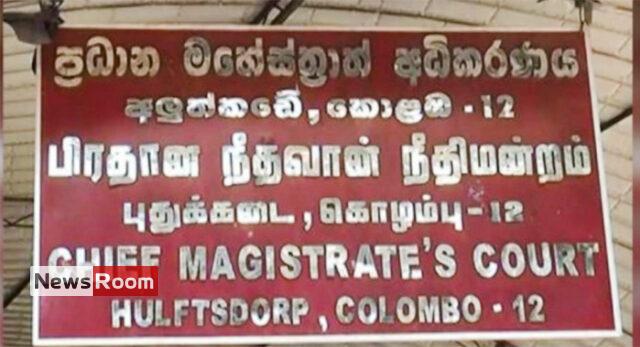 ප්‍රධාන මහේස්ත්‍රාත් අධිකරණය
අලුත්කඩේ, කොළඹ - 12
பிரதான நீதவான் நீதிமன்றம்
புதுக்கடை, கொழும்பு - 12
CHIEF MAGISTRATE'S COURT
NewsRoom
HULFTSDORP, COLOMBO - 12